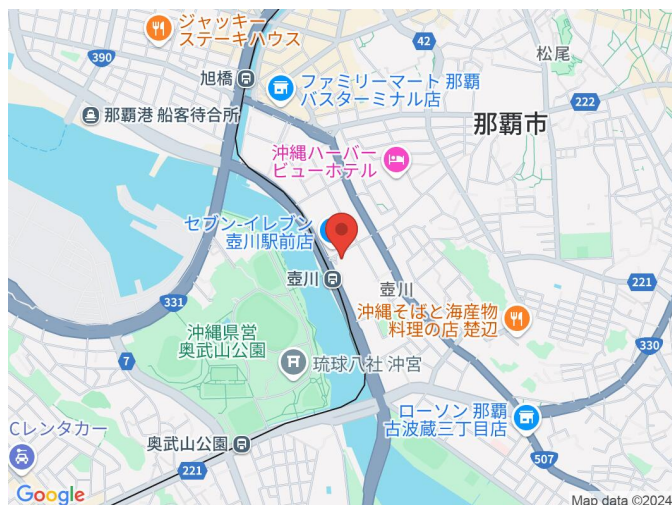 ジャッキー
ステーキハウス
390
42
松尾
旭橋
ファミリーマート 那覇
バスターミナル店
222
那覇港 船客待合所
那覇市
沖縄ハーバー
ビューホテル
セブン-イレブン
壺川駅前店
壺川
壺川
221
331
沖縄そばと海産物
料理の店 楚辺
沖縄県営
奥武山公園
330
7
琉球八社 沖宮
Cレンタカー
ローソン 那覇
古波蔵三丁目店
奥武山公園
221
507
Google
Map data ©2024